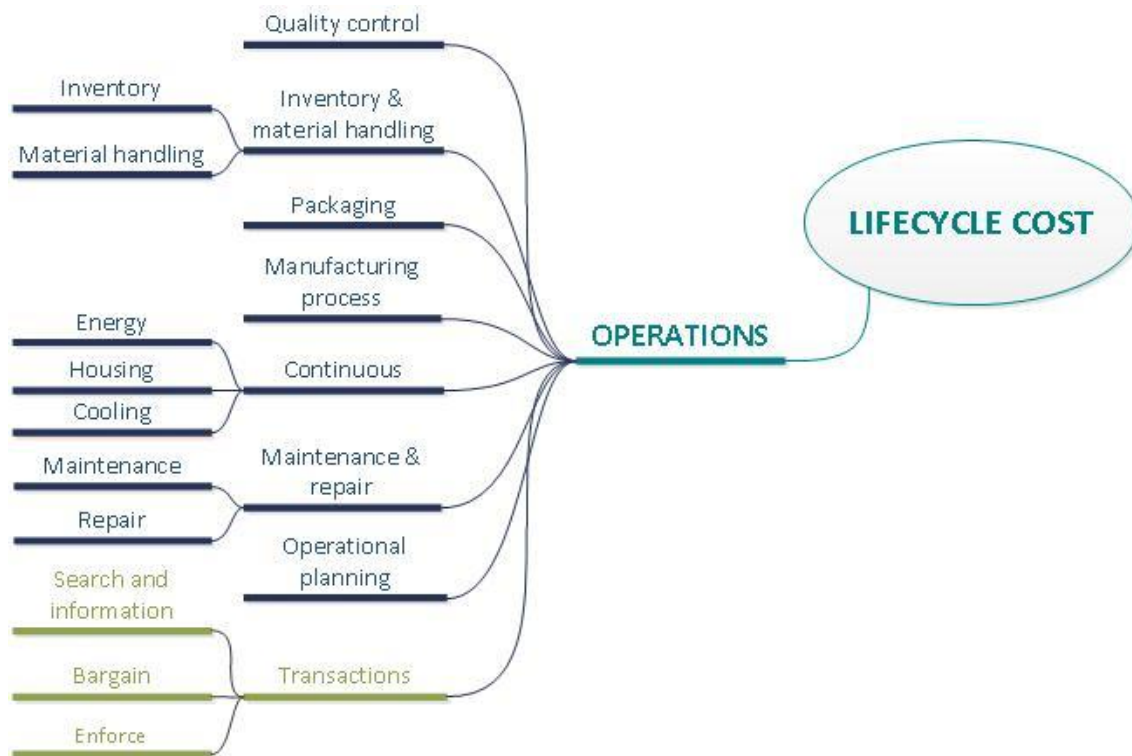 Quality control
Inventory
Inventory &
material handling
Material handling
Packaging
LIFECYCLE COST
Manufacturing
process
Energy
OPERATIONS
Housing
Continuous
Cooling
Maintenance
Maintenance &
repair
Repair
Operational
planning
Search and
information
Bargain
Transactions
Enforce